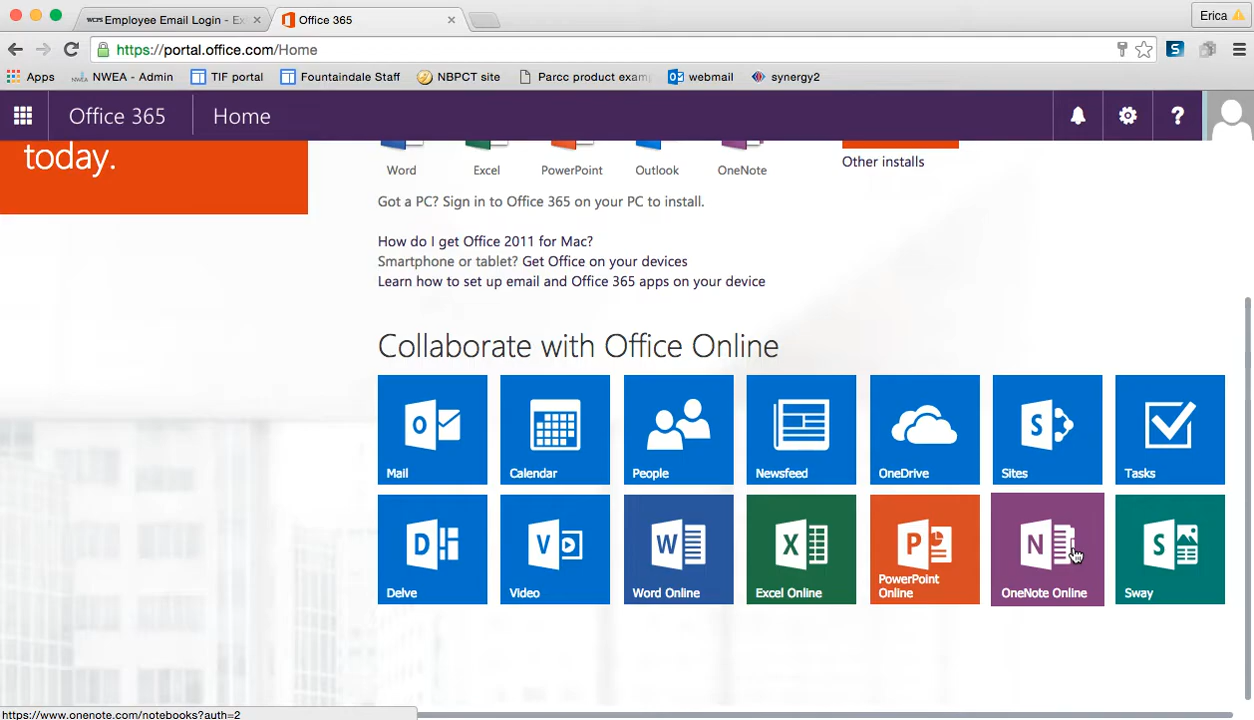 WCPS Employee Email Login - Ex
Office 365
Erica
https://portal.office.com/Home
Apps
NWEA - Admin
TIF portal
Fountaindale Staff
NBPCT site
Parcc product exam
webmail
synergy2
Office 365
Home
today.
Word
Excel
PowerPoint
Outlook
OneNote
Other installs
Got a PC? Sign in to Office 365 on your PC to install.
How do I get Office 2011 for Mac?
Smartphone or tablet? Get Office on your devices
Learn how to set up email and Office 365 apps on your device
Collaborate with Office Online
Mail
Calendar
People
Newsfeed
OneDrive
Sites
Tasks
Delve
Video
Word Online
Excel Online
PowerPoint
Online
OneNote Online
Sway
https://www.onenote.com/notebooks?auth=2